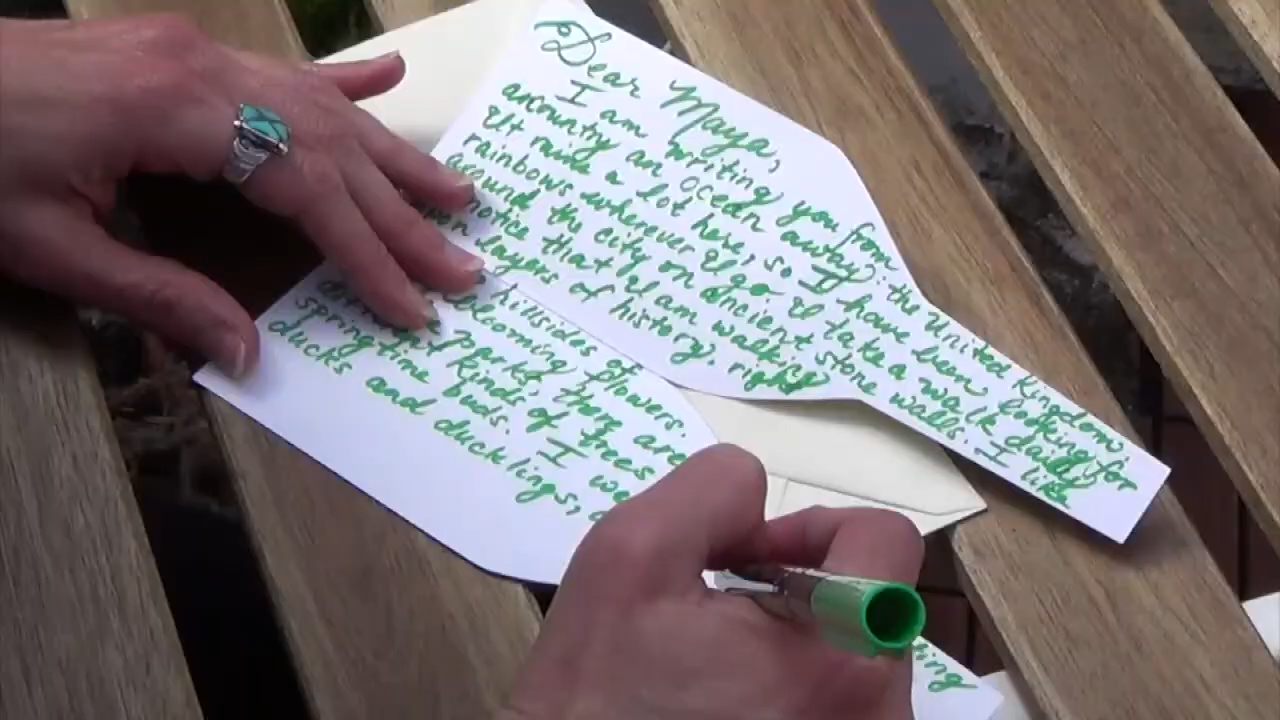 Dear Maya,
I am writing you from
a country an ocean away: the United Kingdom.
It rains a lot here, so I have been looking for
rainbows wherever I go. I take a walk daily
around the city on ancient stone walls. I like
notice that I am walking
upon layers of history, right
hillsides of
blooming flowers.
parks, there are
kinds of trees
springtime buds. I
ducks and ducklings,